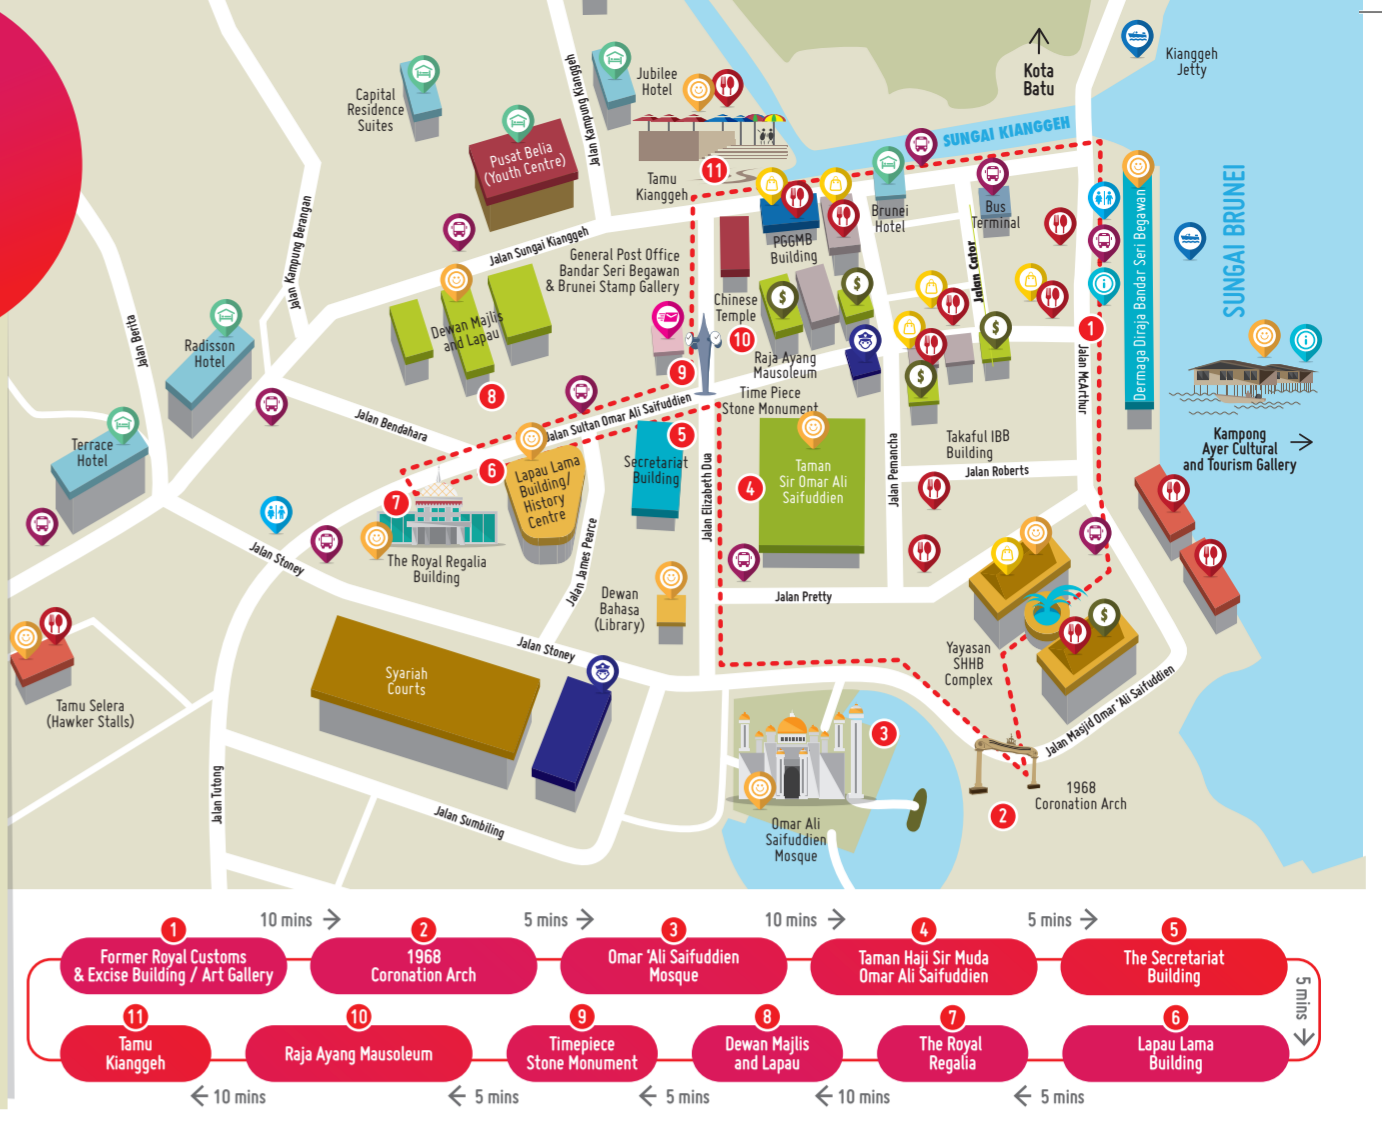 Kianggeh
Jetty
Kota
Batu
SUNGAI KIANGGEH
Jubilee
Hotel
Capital
Residence
Suites
Jalan Kampung Kianggeh
Pusat Belia
(Youth Centre)
11
Tamu
Kianggeh
Brunei
Hotel
Bus
Terminal
Jalan Kampung Berangan
Jalan Sungai Kianggeh
PGGMB
Building
General Post Office
Bandar Seri Begawan
& Brunei Stamp Gallery
Jalan Cator
Dermaga Diraja Bandar Seri Begawan
SUNGAI BRUNEI
Chinese
Temple
Dewan Majlis
and Lapau
Jalan Berita
Radisson
Hotel
10
1
Raja Ayang
Mausoleum
Jalan McArthur
9
8
Time Piece
Stone Monument
Jalan Sultan Omar Ali Saifuddien
Jalan Bendahara
Terrace
Hotel
5
6
7
4
Secretariat
Building
Lapau Lama
Building/
History
Centre
Taman
Sir Omar Ali
Saifuddien
Jalan Elizabeth Dua
Jalan Pemancha
Takaful IBB
Building
Jalan Roberts
Kampong
Ayer Cultural
and Tourism Gallery
The Royal Regalia
Building
Jalan Stoney
Jalan James Pearce
Dewan
Bahasa
(Library)
Jalan Pretty
Yayasan
SHHB
Complex
Jalan Stoney
Syariah
Courts
Tamu Selera
(Hawker Stalls)
Jalan Masjid Omar 'Ali Saifuddien
3
2
1968
Coronation Arch
Omar Ali
Saifuddien
Mosque
Jalan Tutong
Jalan Sumbiling
10 mins
5 mins
10 mins
5 mins
1
2
3
4
5
Former Royal Customs
& Excise Building / Art Gallery
1968
Coronation Arch
Omar ‘Ali Saifuddien
Mosque
Taman Haji Sir Muda
Omar Ali Saifuddien
The Secretariat
Building
5 mins
11
10
9
8
7
6
Tamu
Kianggeh
Raja Ayang Mausoleum
Timepiece
Stone Monument
Dewan Majlis
and Lapau
The Royal
Regalia
Lapau Lama
Building
10 mins
5 mins
5 mins
10 mins
5 mins